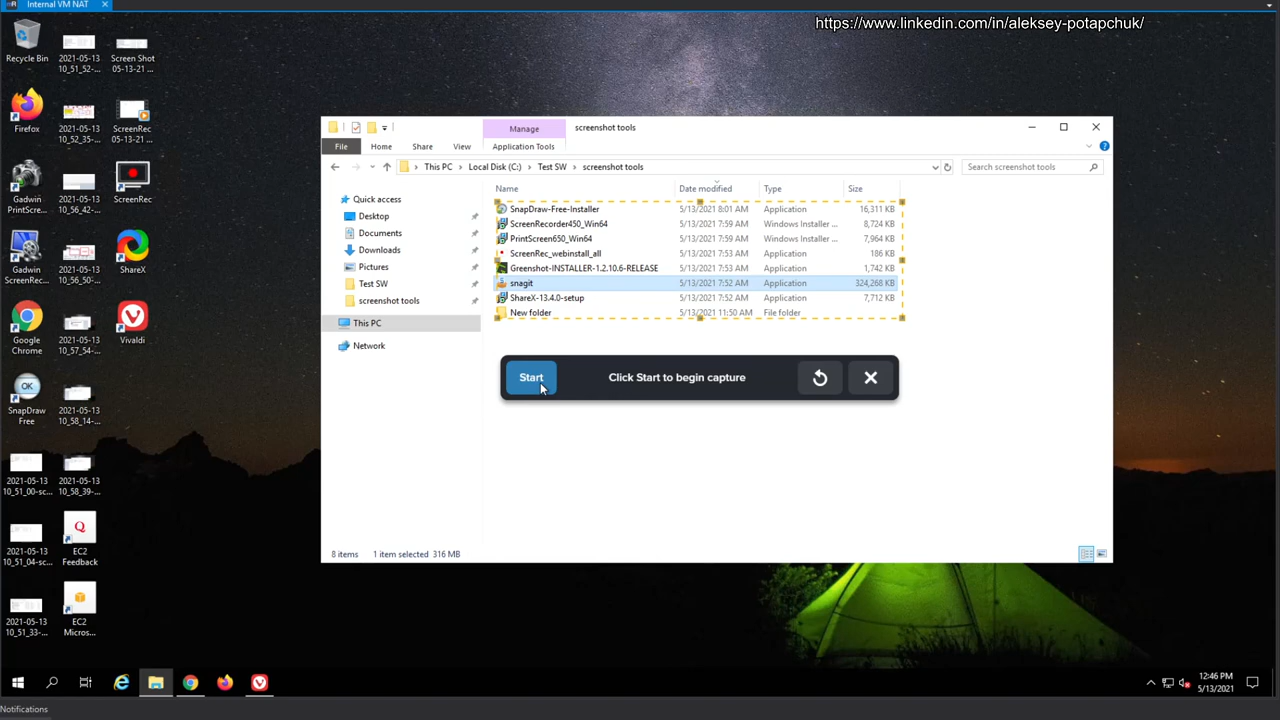 Internal VM NAT
https://www.linkedin.com/in/aleksey-potapchuk/
Recycle Bin
2021-05-13
10_51_52-...
Screen Shot
05-13-21 ...
Firefox
2021-05-13
10_52_35-...
ScreenRec
05-13-21 ...
Gadwin
PrintScre...
2021-05-13
10_56_42-...
ScreenRec
Gadwin
ScreenRec...
2021-05-13
10_56_50-...
ShareX
Google
Chrome
2021-05-13
10_57_54-...
Vivaldi
OK
SnapDraw
Free
2021-05-13
10_58_14-...
2021-05-13
10_51_00-sc...
2021-05-13
10_58_39-...
2021-05-13
10_51_04-sc...
EC2
Feedback
2021-05-13
10_51_33-...
EC2
Micros...
Manage
screenshot tools
File
Home
Share
View
Application Tools
This PC
Local Disk (C:)
Test SW
screenshot tools
Search screenshot tools
Quick access
Desktop
Documents
Downloads
Pictures
Test SW
screenshot tools
This PC
Network
Name Date modified Type Size
SnapDraw-Free-Installer 5/13/2021 8:01 AM Application 16,311 KB
ScreenRecorder450_Win64 5/13/2021 7:59 AM Windows Installer ... 8,724 KB
PrintScreen650_Win64 5/13/2021 7:59 AM Windows Installer ... 7,964 KB
ScreenRec_webinstall_all 5/13/2021 7:53 AM Application 186 KB
Greenshot-INSTALLER-1.2.10.6-RELEASE 5/13/2021 7:53 AM Application 1,742 KB
snagit 5/13/2021 7:52 AM Application 324,268 KB
ShareX-13.4.0-setup 5/13/2021 7:52 AM Application 7,712 KB
New folder 5/13/2021 11:50 AM File folder
Start
Click Start to begin capture
8 items 1 item selected 316 MB
12:46 PM
5/13/2021
Notifications